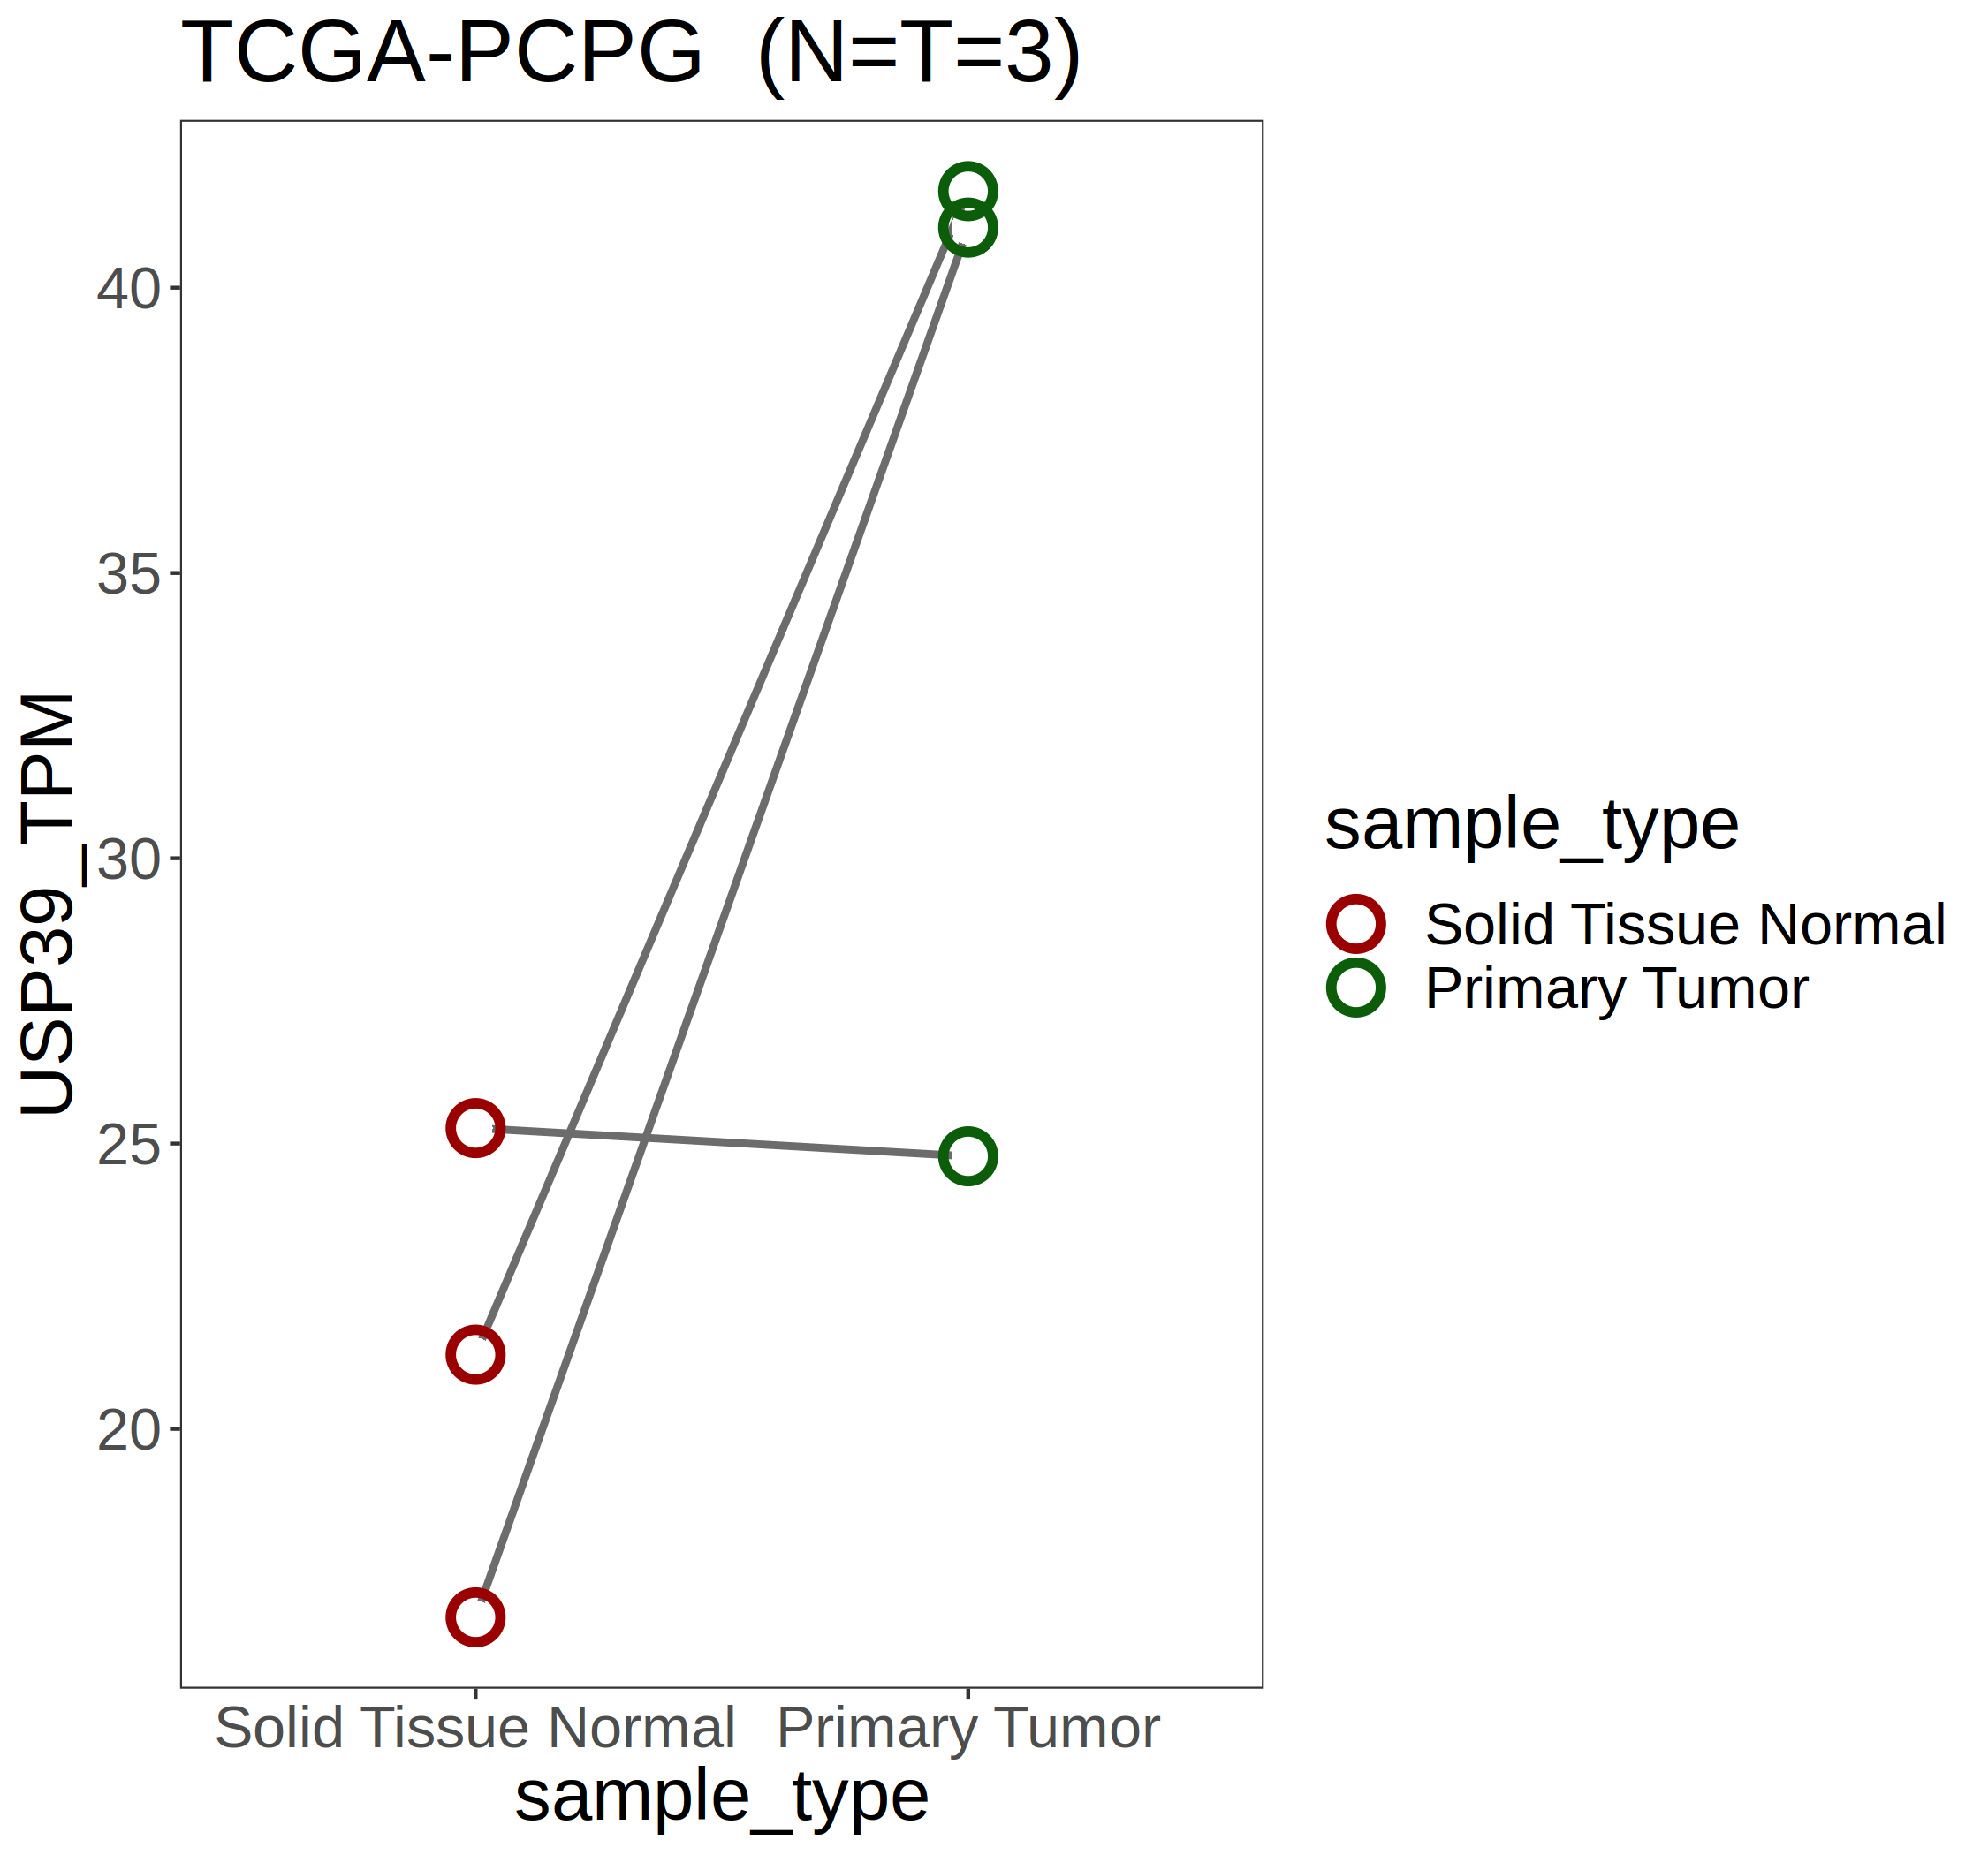 TCGA-PCPG  (N=T=3)
USP39_TPM
40
35
30
25
20
Solid Tissue Normal
Primary Tumor
sample_type
sample_type
Solid Tissue Normal
Primary Tumor